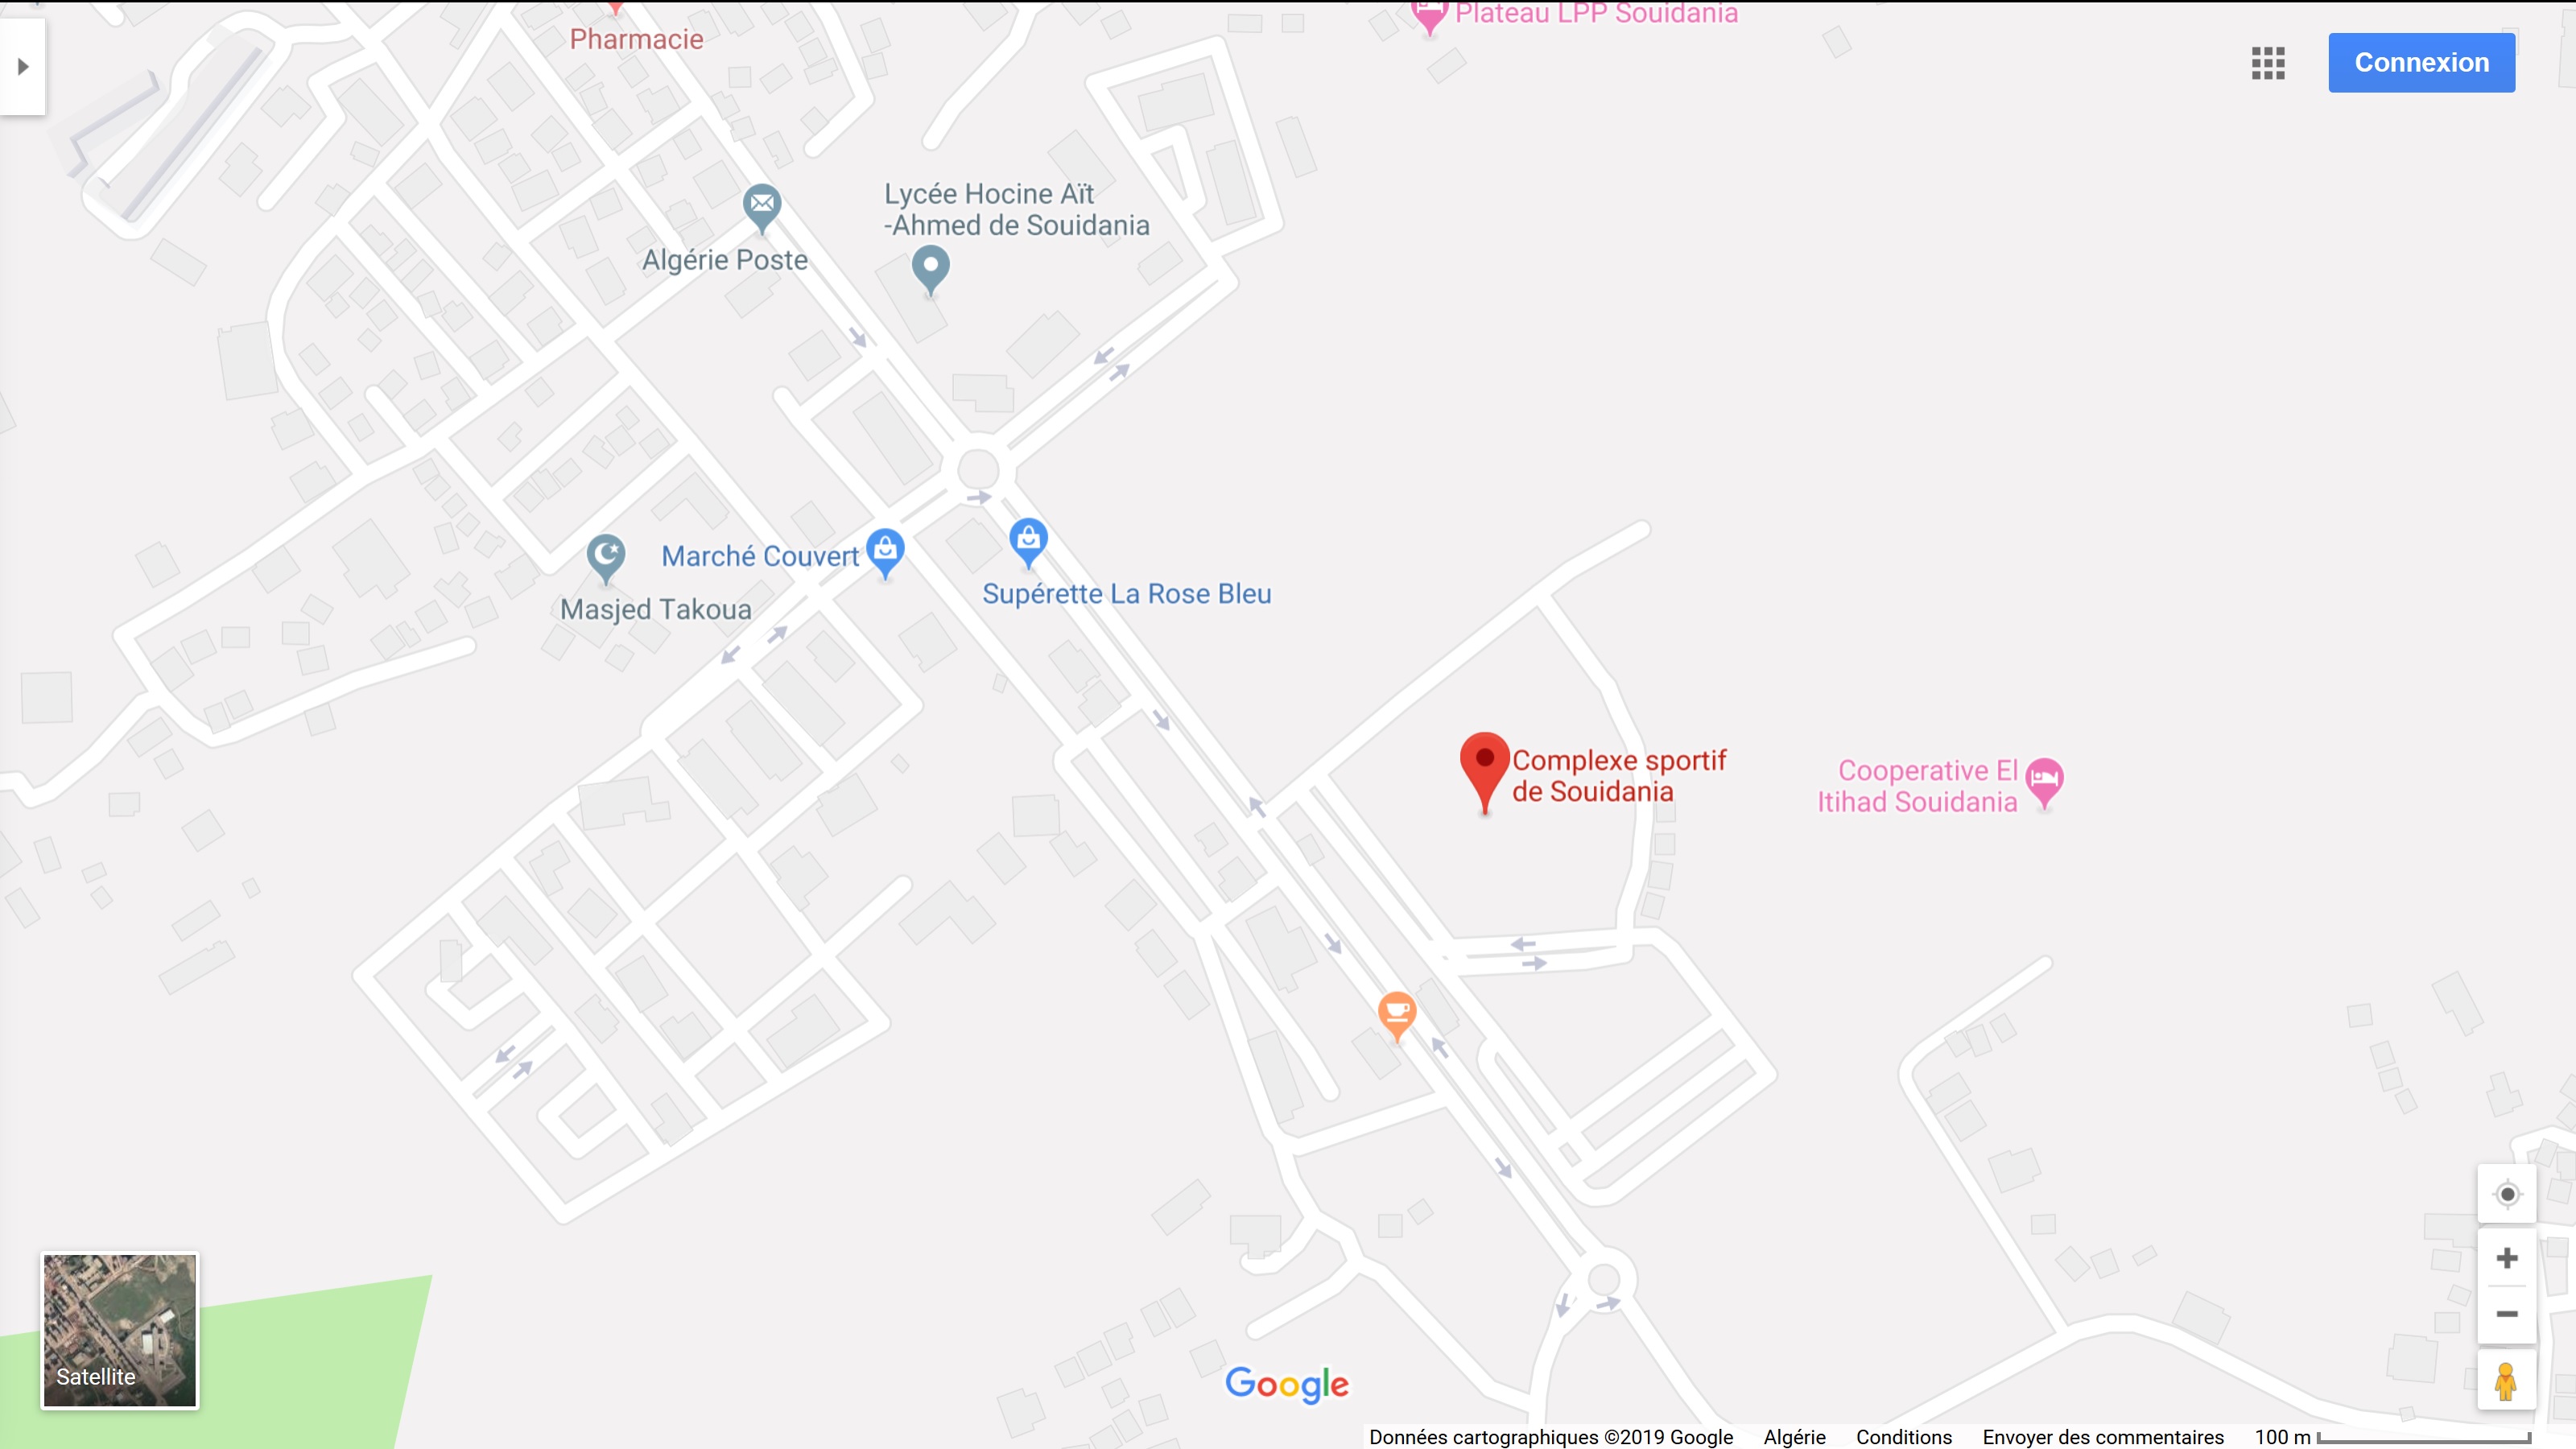 Plateau LPP Souidania
Pharmacie
Connexion
Lycée Hocine Aït
-Ahmed de Souidania
Algérie Poste
Marché Couvert
Supérette La Rose Bleu
Masjed Takoua
Complexe sportif
de Souidania
Cooperative El
Itihad Souidania
Satellite
Google
Données cartographiques ©2019 Google Algérie Conditions Envoyer des commentaires 100 m